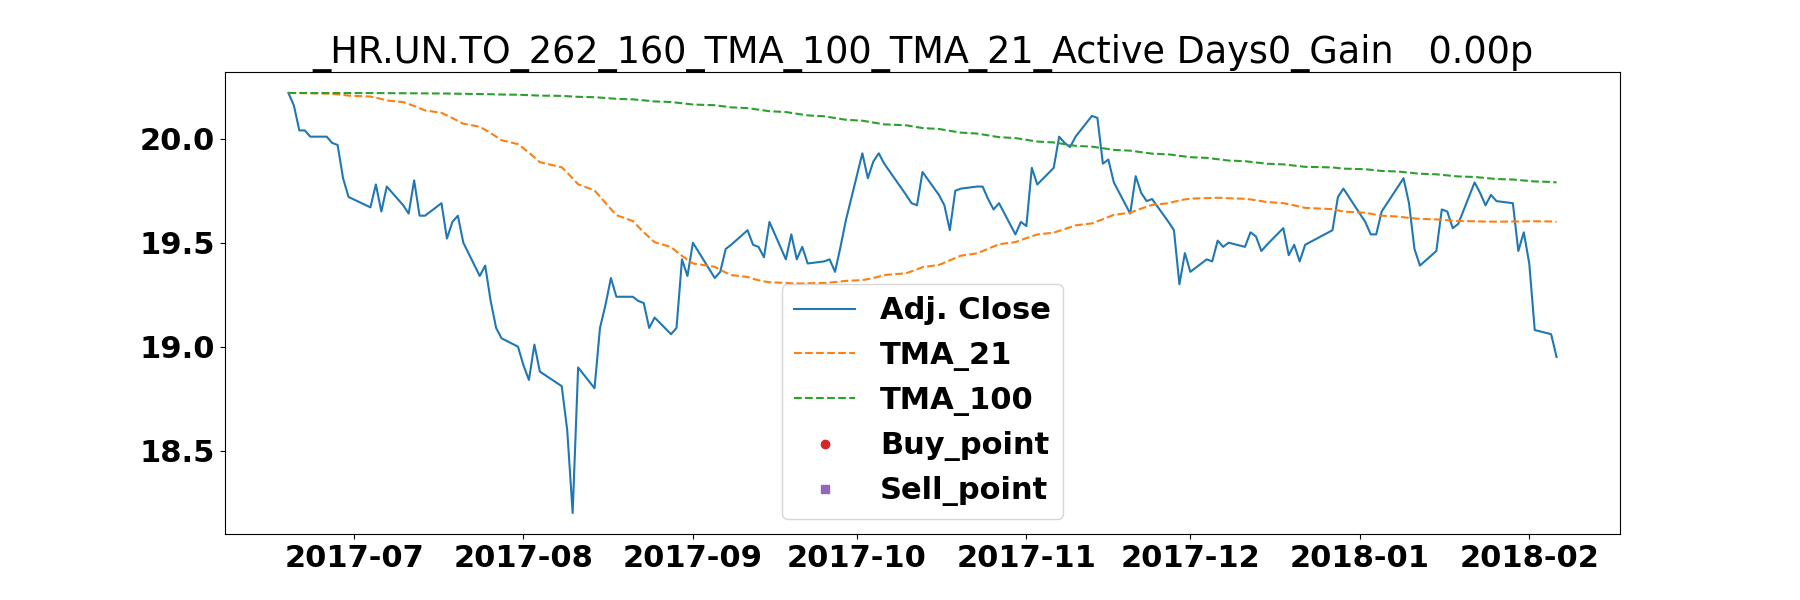 _HR.UN.TO_262_160_TMA_100_TMA_21_Active Days0_Gain   0.00p
20.0
19.5
19.0
18.5
Adj. Close
TMA_21
TMA_100
Buy_point
Sell_point
2017-07 2017-08 2017-09 2017-10 2017-11 2017-12 2018-01 2018-02